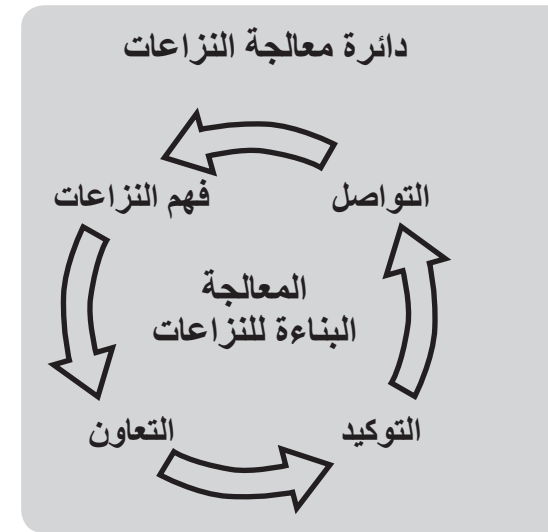 دائرة معالجة النزاعات
التواصل
فهم النزاعات
المعالجة
البناءة للنزاعات
التوكيد
التعاون